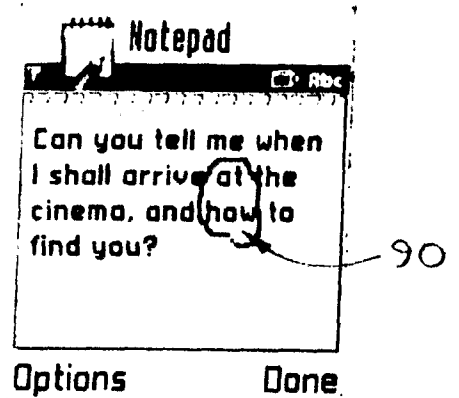 Notepad
Abc
Can you tell me when
I shall arrive at the
cinema, and how to
find you?
90
Options Done